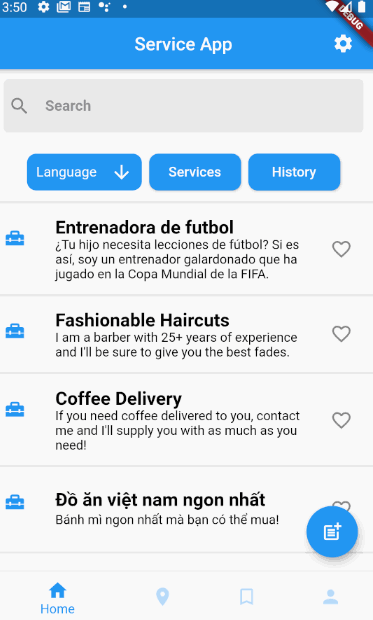 3:50
DEBUG
Service App
Search
Language
Services
History
Entrenadora de futbol
¿Tu hijo necesita lecciones de fútbol? Si es
así, soy un entrenador galardonado que ha
jugado en la Copa Mundial de la FIFA.
Fashionable Haircuts
I am a barber with 25+ years of experience
and I'll be sure to give you the best fades.
Coffee Delivery
If you need coffee delivered to you, contact
me and I'll supply you with as much as you
need!
Đồ ăn việt nam ngon nhất
Bánh mì ngon nhất mà bạn có thể mua!
Home